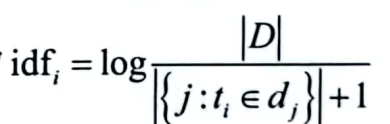 idf_i = log |D| / (|{j : t_i ∈ d_j}| + 1)